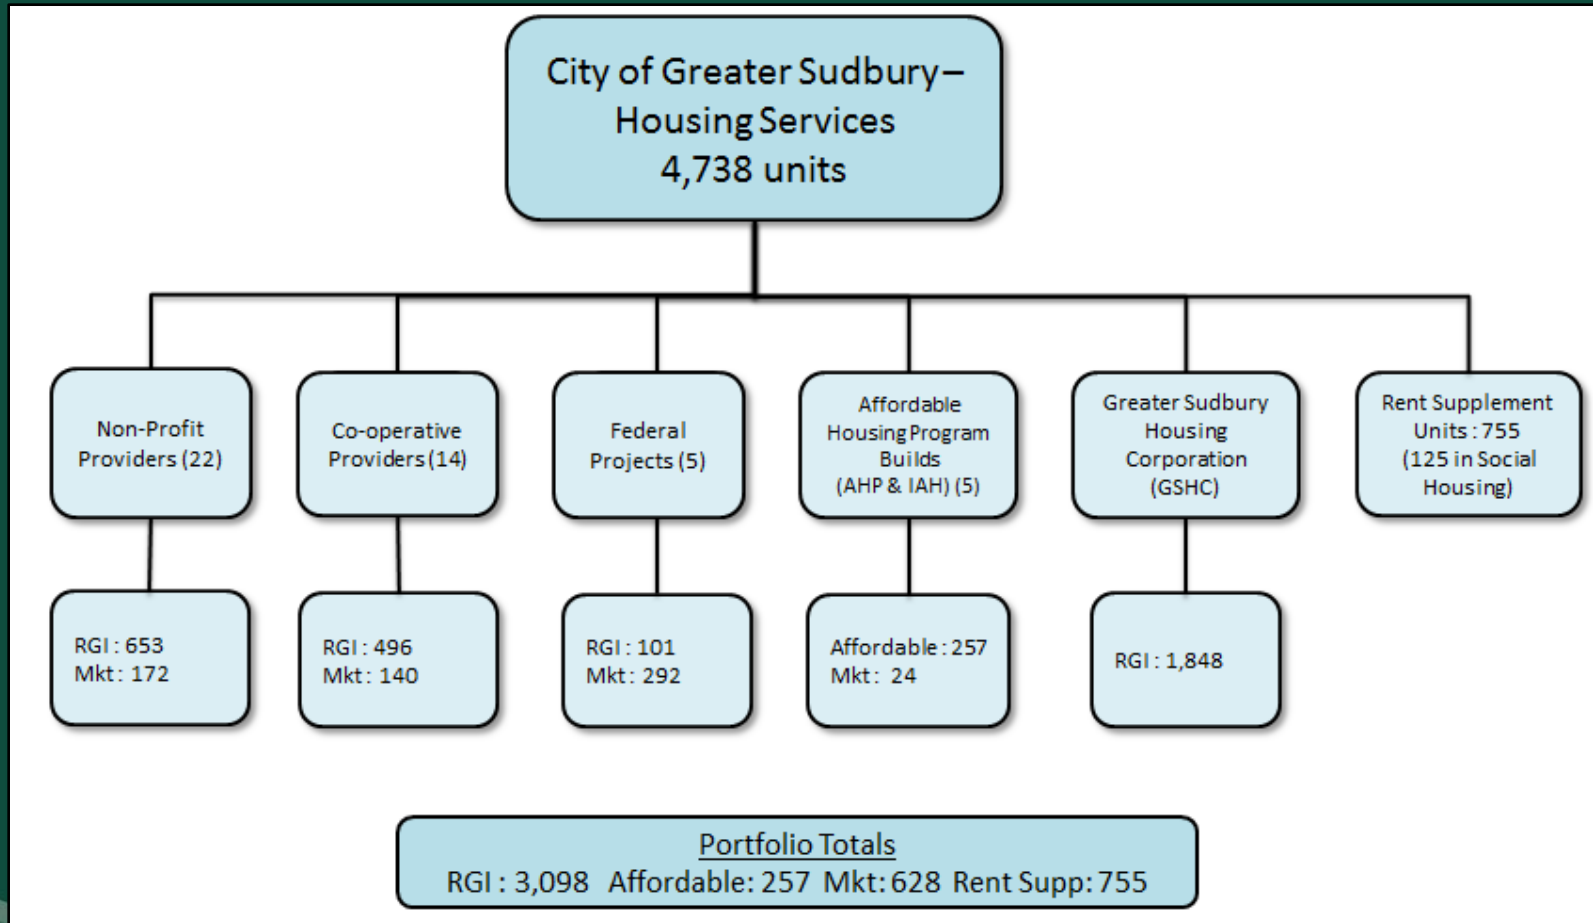 City of Greater Sudbury–
Housing Services
4,738 units
Non-Profit
Providers (22)
Co-operative
Providers (14)
Federal
Projects (5)
Affordable
Housing Program
Builds
(AHP & IAH) (5)
Greater Sudbury
Housing
Corporation
(GSHC)
Rent Supplement
Units : 755
(125 in Social
Housing)
RGI : 653
Mkt : 172
RGI : 496
Mkt : 140
RGI : 101
Mkt : 292
Affordable : 257
Mkt : 24
RGI : 1,848
Portfolio Totals
RGI : 3,098 Affordable: 257 Mkt: 628 Rent Supp: 755